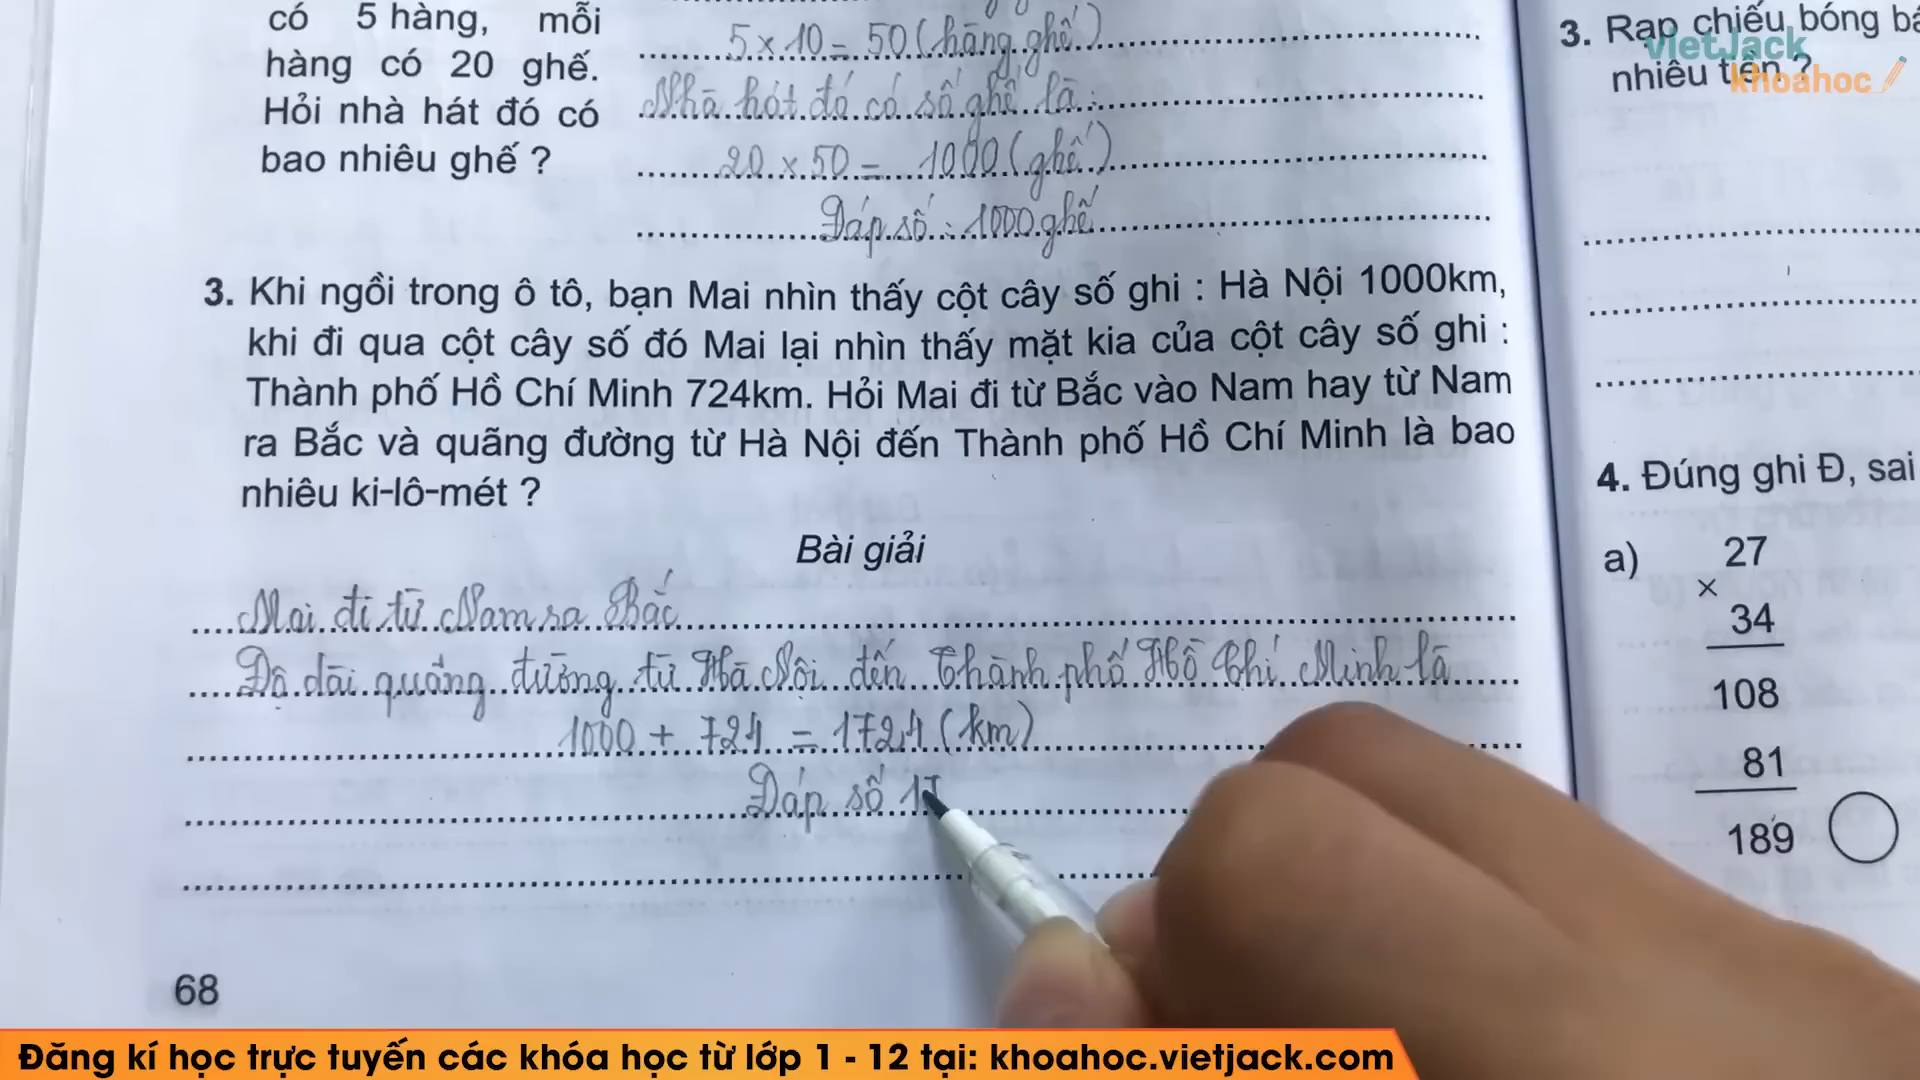 có 5 hàng, mỗi
hàng có 20 ghế.
Hỏi nhà hát đó có
bao nhiêu ghế ?
5 × 10 = 50 (hàng ghế)
Nhà hát đó có số ghế là :
20 × 50 = 1000 (ghế)
Đáp số : 1000 ghế
3. Khi ngồi trong ô tô, bạn Mai nhìn thấy cột cây số ghi : Hà Nội 1000km,
khi đi qua cột cây số đó Mai lại nhìn thấy mặt kia của cột cây số ghi :
Thành phố Hồ Chí Minh 724km. Hỏi Mai đi từ Bắc vào Nam hay từ Nam
ra Bắc và quãng đường từ Hà Nội đến Thành phố Hồ Chí Minh là bao
nhiêu ki-lô-mét ?
Bài giải
Mai đi từ Nam ra Bắc
Độ dài quãng đường từ Hà Nội đến Thành phố Hồ Chí Minh là
1000 + 724 = 1724 (km)
Đáp số 17
68
3. Rạp chiếu bóng
nhiêu tiền ?
vietJack
khoahoc
4. Đúng ghi Đ, sai
a) 27
×
34
108
81
189
Đăng kí học trực tuyến các khóa học từ lớp 1 - 12 tại: khoahoc.vietjack.com